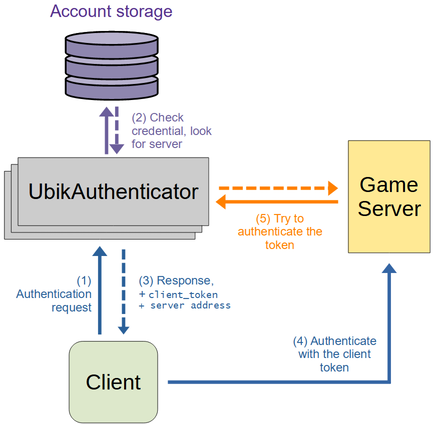 Account storage
(2) Check
credential, look
for server
UbikAuthenticator
Game
Server
(5) Try to
authenticate the
token
(1)
Authentication
request
(3) Response,
+ client_token
+ server address
(4) Authenticate
with the client
token
Client